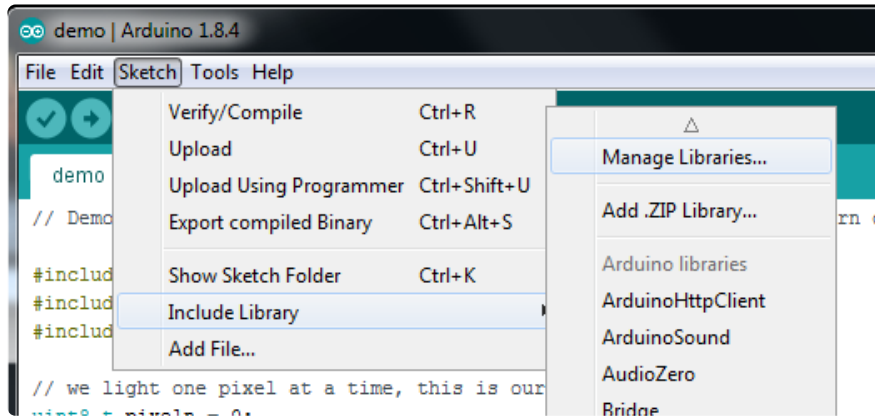 demo | Arduino 1.8.4
File Edit Sketch Tools Help
Verify/Compile Ctrl+R
Upload Ctrl+U
Upload Using Programmer Ctrl+Shift+U
Export compiled Binary Ctrl+Alt+S
Show Sketch Folder Ctrl+K
Include Library
Add File...
Manage Libraries...
Add .ZIP Library...
Arduino libraries
ArduinoHttpClient
ArduinoSound
AudioZero
Bridge
demo
// Demo
#includ
#includ
#includ
// we light one pixel at a time, this is our
uint8_t pixeln = 0;